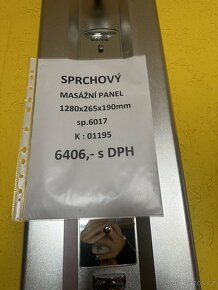 SPRCHOVÝ
MASÁŽNÍ PANEL
1280x265x190mm
sp.6017
K : 01195
6406,- s DPH